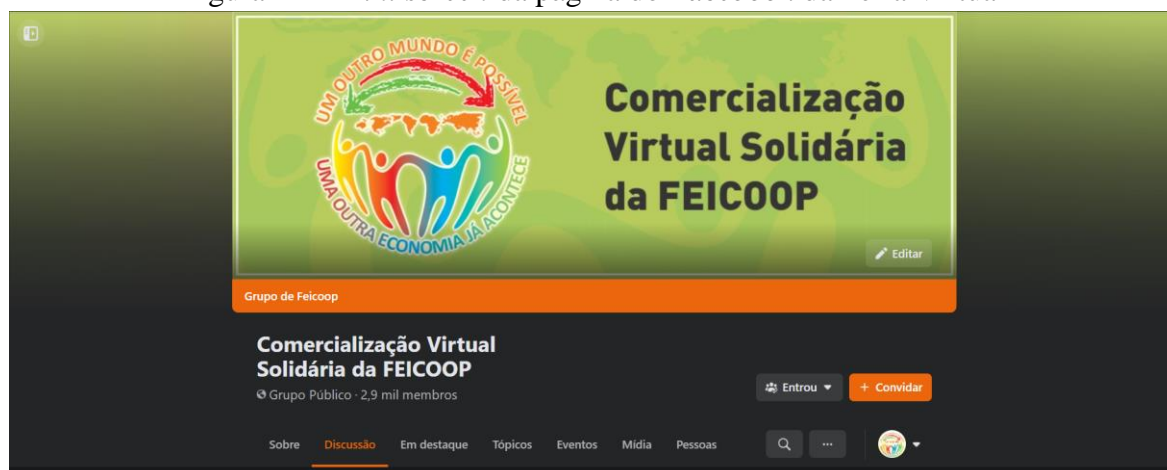 UM OUTRO MUNDO É POSSÍVEL
UMA OUTRA ECONOMIA JÁ ACONTECE
Comercialização
Virtual Solidária
da FEICOOP
Editar
Grupo de Feicoop
Comercialização Virtual
Solidária da FEICOOP
Grupo Público · 2,9 mil membros
Entrou
+ Convidar
Sobre Discussão Em destaque Tópicos Eventos Mídia Pessoas